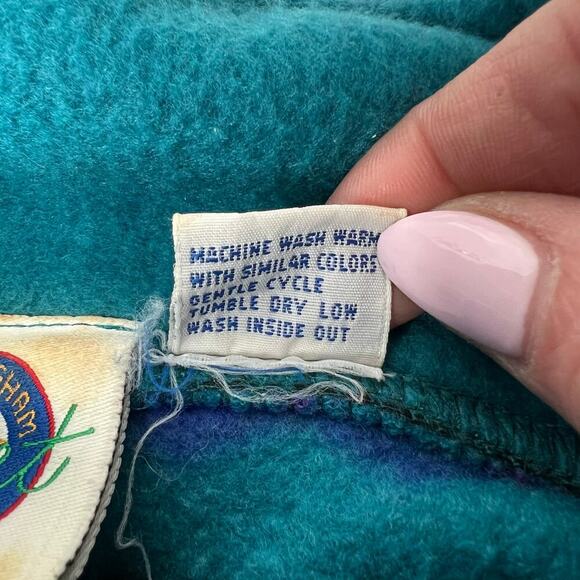 MACHINE WASH WARM
WITH SIMILAR COLORS
GENTLE CYCLE
TUMBLE DRY LOW
WASH INSIDE OUT